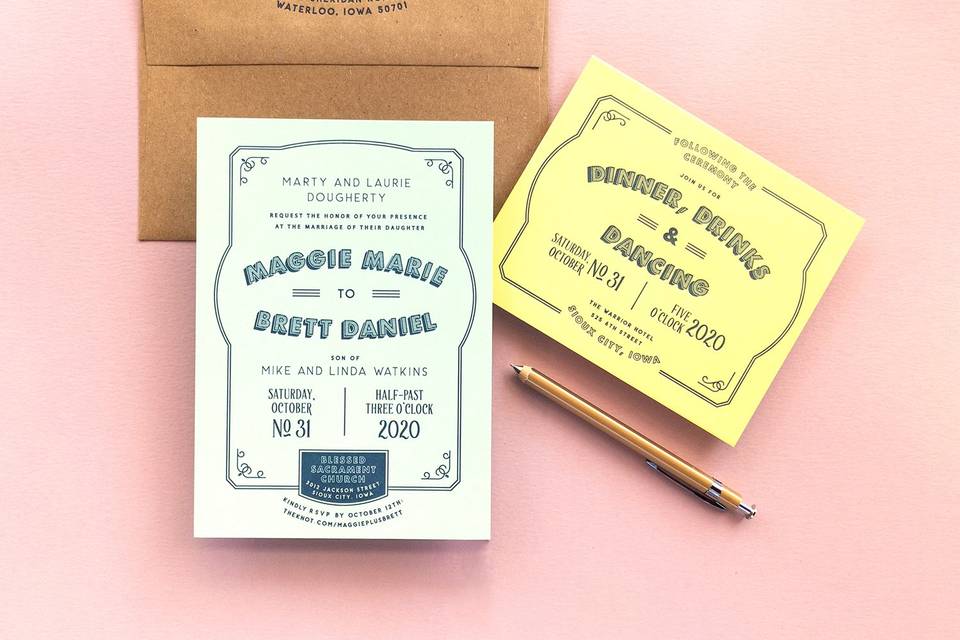 WATERLOO, IOWA 50701
MARTY AND LAURIE
DOUGHERTY
REQUEST THE HONOR OF YOUR PRESENCE
AT THE MARRIAGE OF THEIR DAUGHTER
MAGGIE MARIE
TO
BRETT DANIEL
SON OF
MIKE AND LINDA WATKINS
SATURDAY,
OCTOBER
No 31
HALF-PAST
THREE O'CLOCK
2020
BLESSED
SACRAMENT
CHURCH
2012 JACKSON STREET
SIOUX CITY, IOWA
KINDLY RSVP BY OCTOBER 12TH:
THEKNOT.COM/MAGGIEPLUSBRETT
FOLLOWING THE
CEREMONY
JOIN US FOR
DINNER, DRINKS
&
DANCING
SATURDAY,
OCTOBER No 31
FIVE
O'CLOCK 2020
THE WARRIOR HOTEL
525 6TH STREET
SIOUX CITY, IOWA